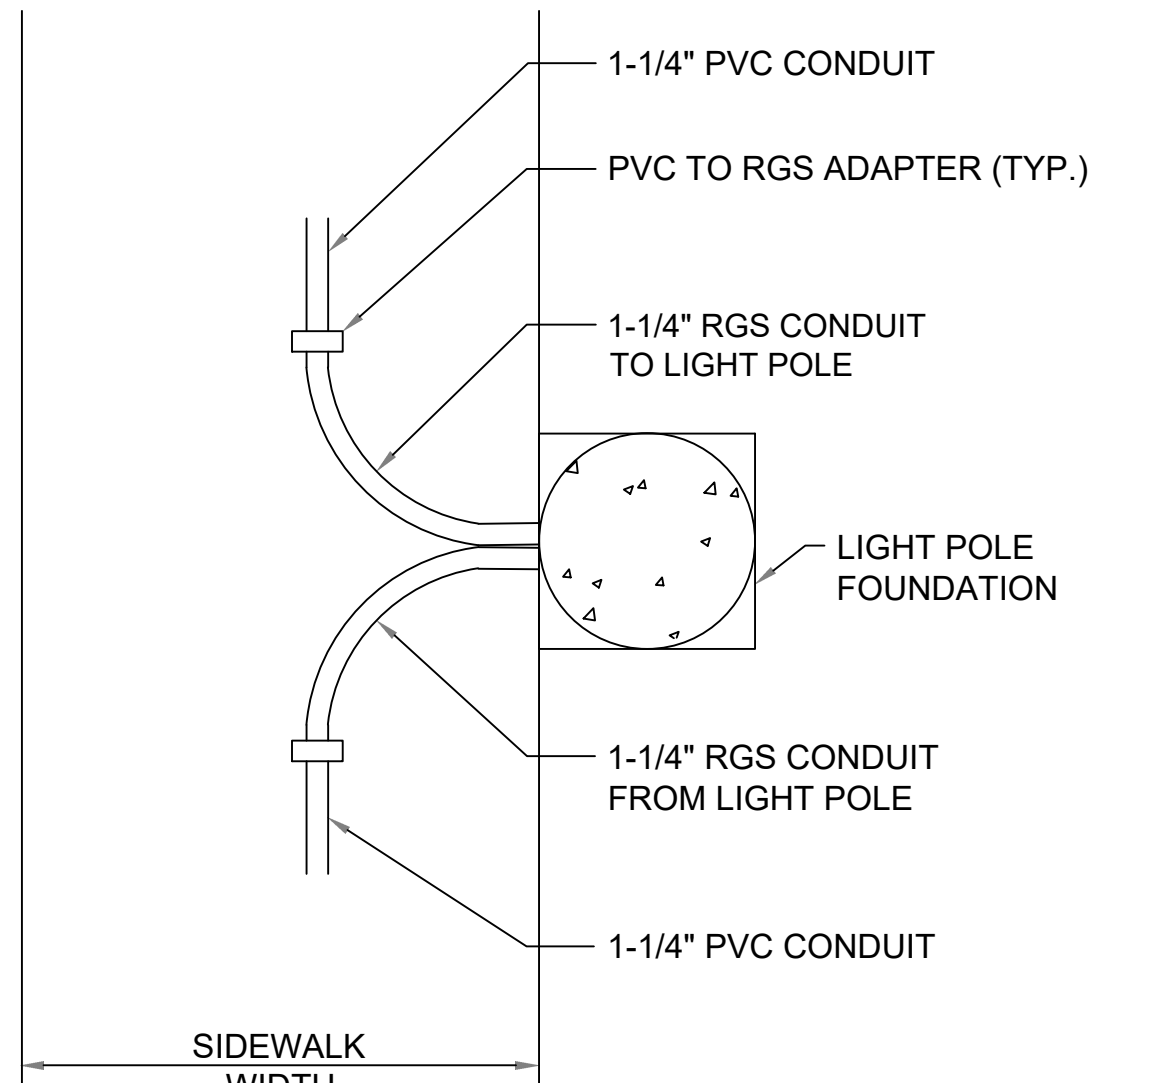 1-1/4" PVC CONDUIT
PVC TO RGS ADAPTER (TYP.)
1-1/4" RGS CONDUIT
TO LIGHT POLE
LIGHT POLE
FOUNDATION
1-1/4" RGS CONDUIT
FROM LIGHT POLE
1-1/4" PVC CONDUIT
SIDEWALK
WIDTH